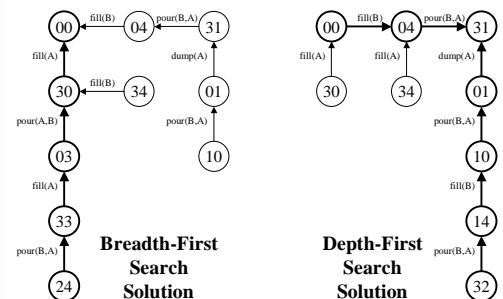 fill(B)
pour(B,A)
00
04
31
fill(A)
dump(A)
fill(B)
30
34
01
pour(A,B)
pour(B,A)
03
10
fill(A)
33
pour(B,A)
24
Breadth-First
Search
Solution
fill(B)
pour(B,A)
00
04
31
fill(A)
fill(A)
dump(A)
30
34
01
pour(B,A)
10
fill(B)
14
pour(B,A)
32
Depth-First
Search
Solution